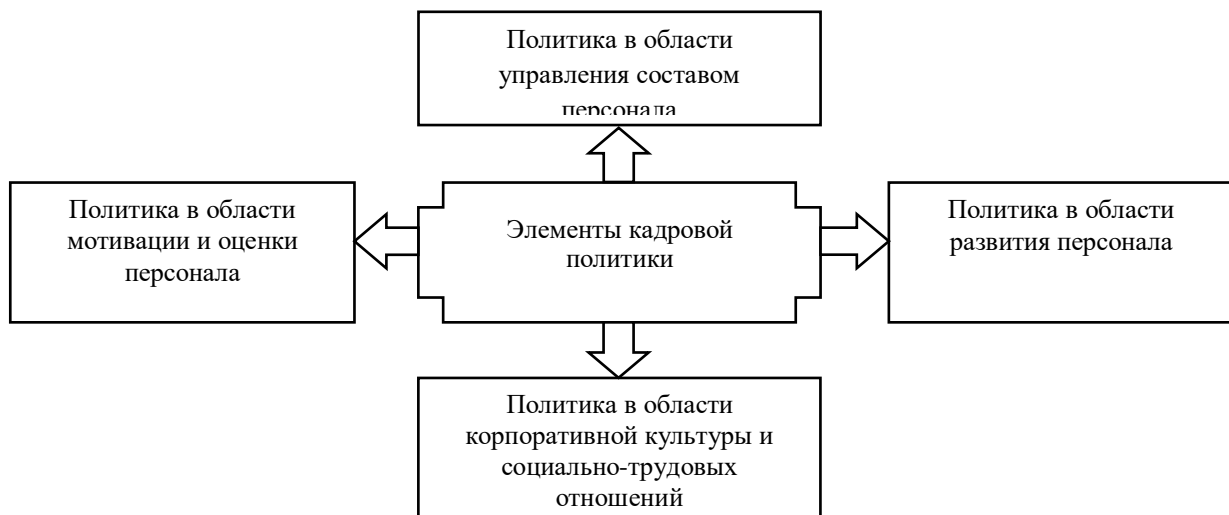 Политика в области
управления составом
персонала
Политика в области
мотивации и оценки
персонала
Элементы кадровой
политики
Политика в области
развития персонала
Политика в области
корпоративной культуры и
социально-трудовых
отношений